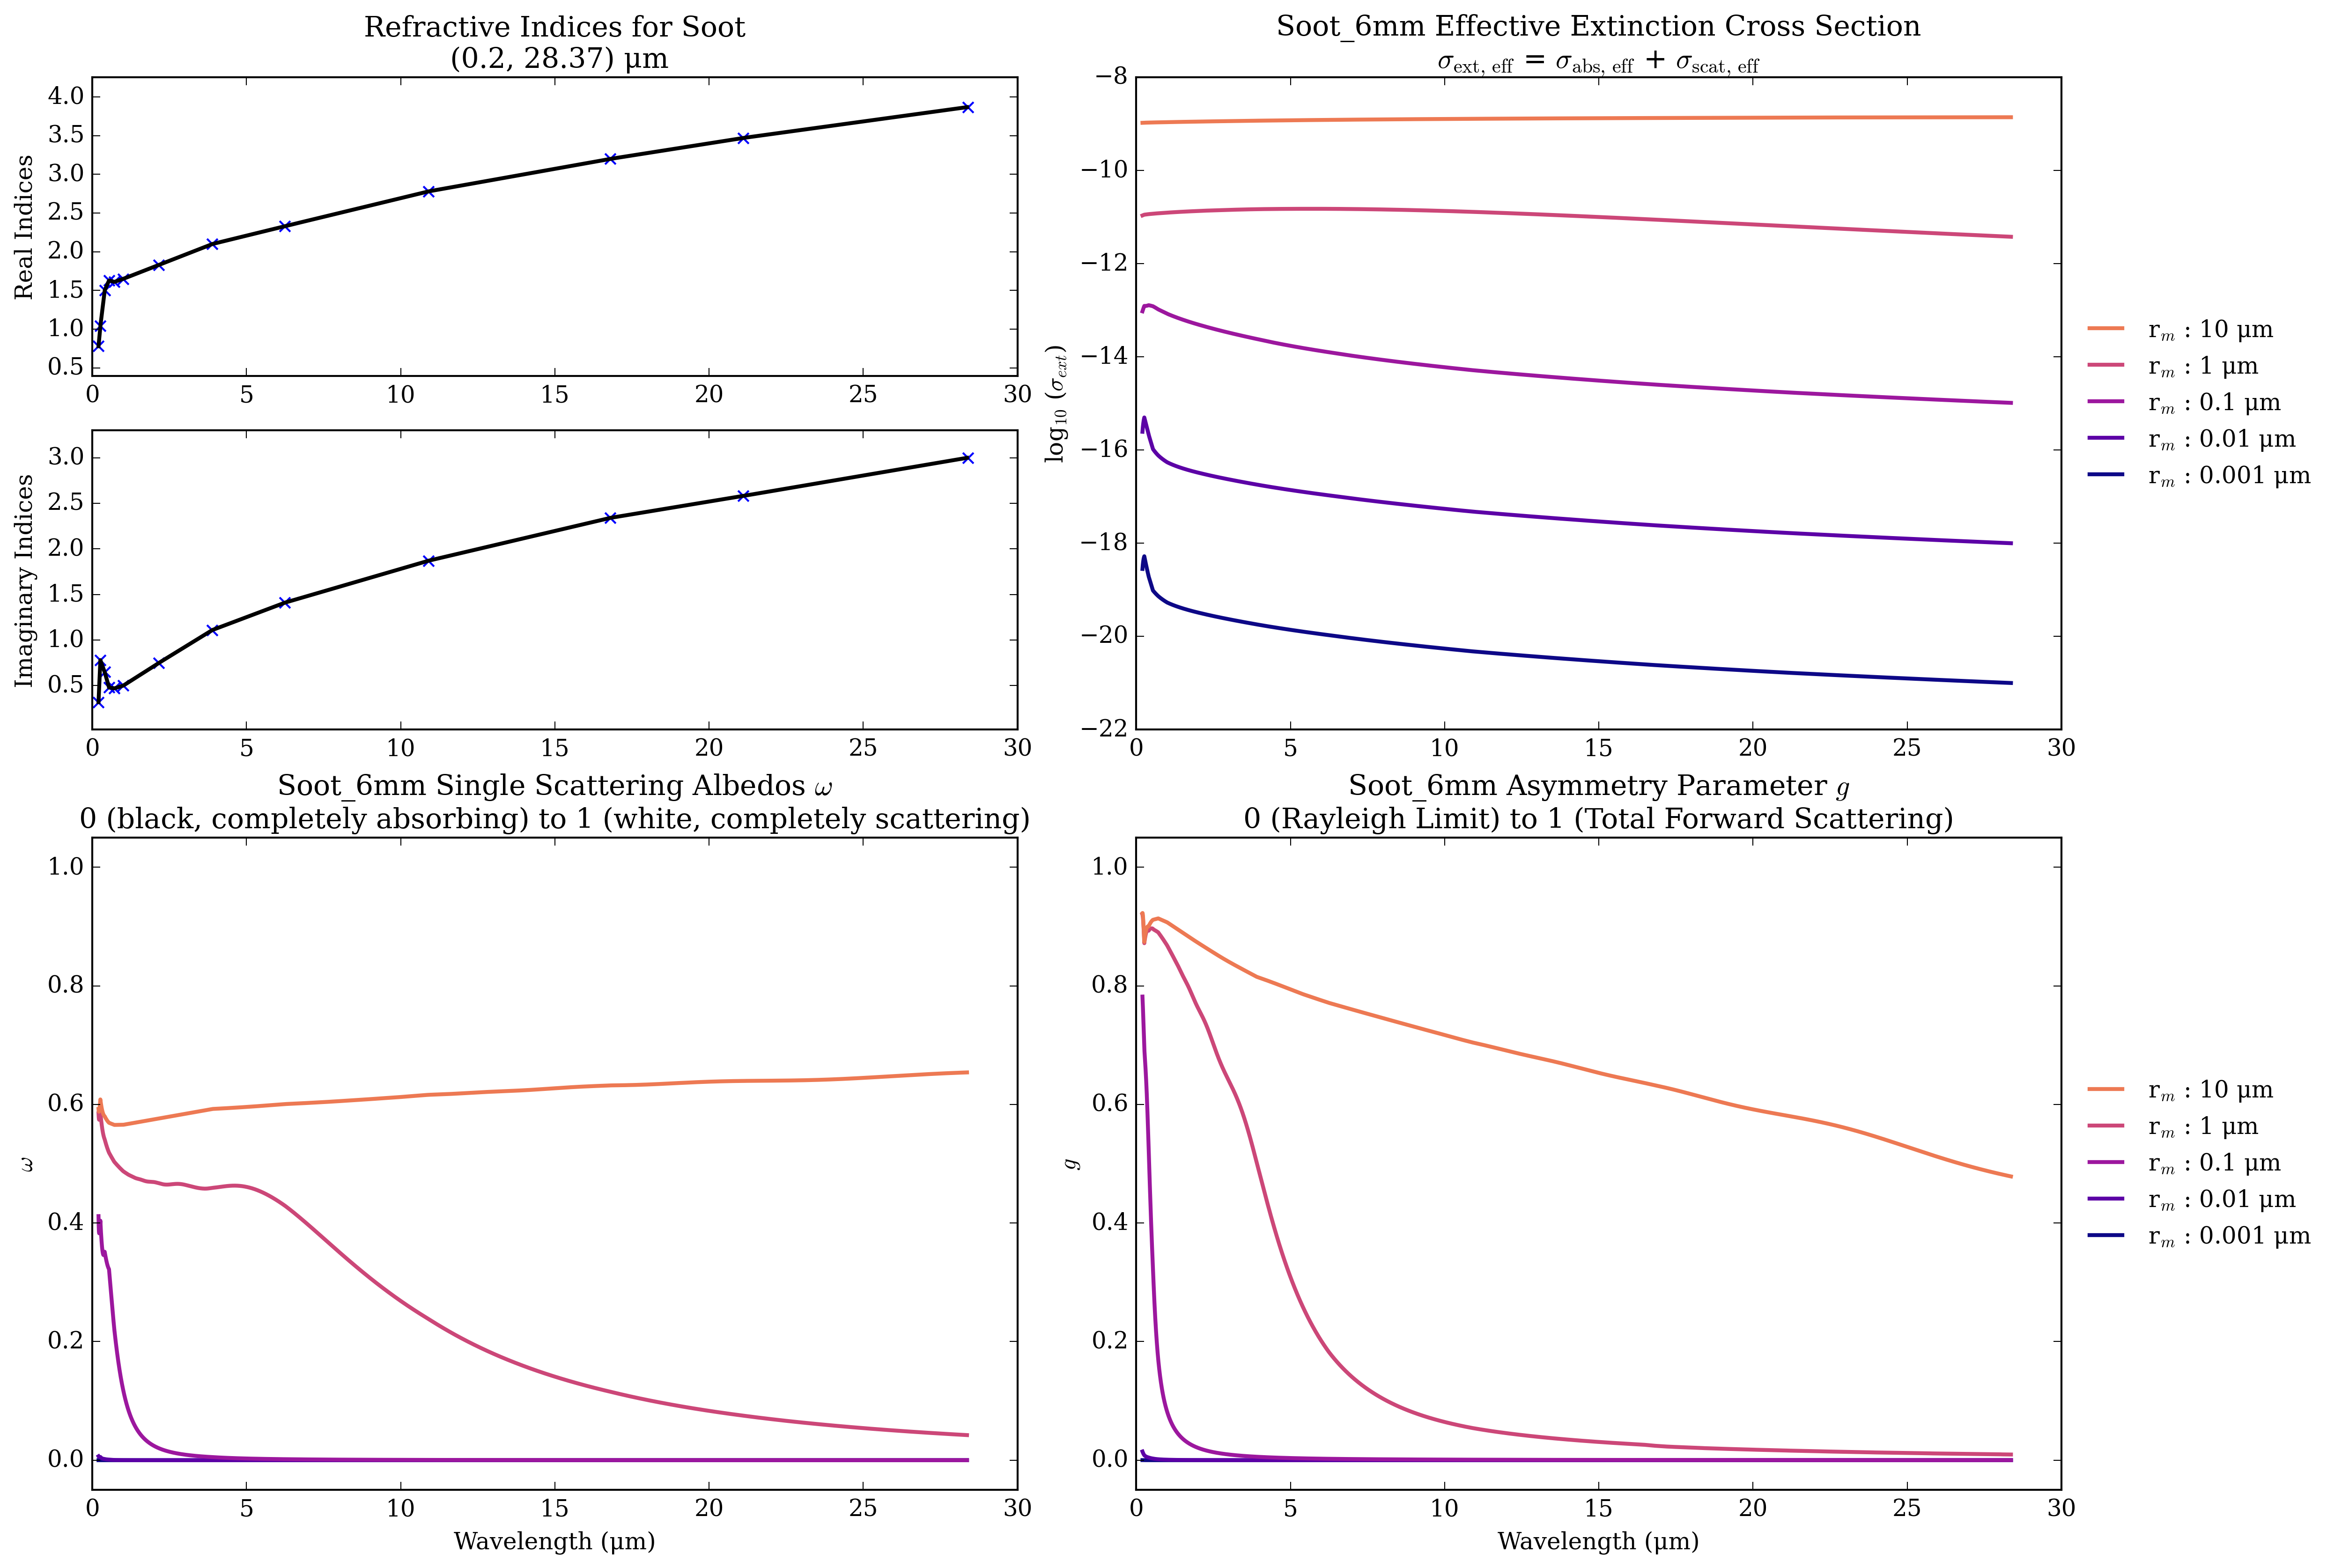 Refractive Indices for Soot
(0.2, 28.37) µm
Real Indices
4.0
3.5
3.0
2.5
2.0
1.5
1.0
0.5
0 5 10 15 20 25 30
Imaginary Indices
3.0
2.5
2.0
1.5
1.0
0.5
0 5 10 15 20 25 30
Soot_6mm Effective Extinction Cross Section
σext, eff = σabs, eff + σscat, eff
log10 (σext)
−8
−10
−12
−14
−16
−18
−20
−22
0 5 10 15 20 25 30
rm : 10 µm
rm : 1 µm
rm : 0.1 µm
rm : 0.01 µm
rm : 0.001 µm
Soot_6mm Single Scattering Albedos ω
0 (black, completely absorbing) to 1 (white, completely scattering)
ω
1.0
0.8
0.6
0.4
0.2
0.0
0 5 10 15 20 25 30
Wavelength (µm)
Soot_6mm Asymmetry Parameter g
0 (Rayleigh Limit) to 1 (Total Forward Scattering)
g
1.0
0.8
0.6
0.4
0.2
0.0
0 5 10 15 20 25 30
Wavelength (µm)
rm : 10 µm
rm : 1 µm
rm : 0.1 µm
rm : 0.01 µm
rm : 0.001 µm